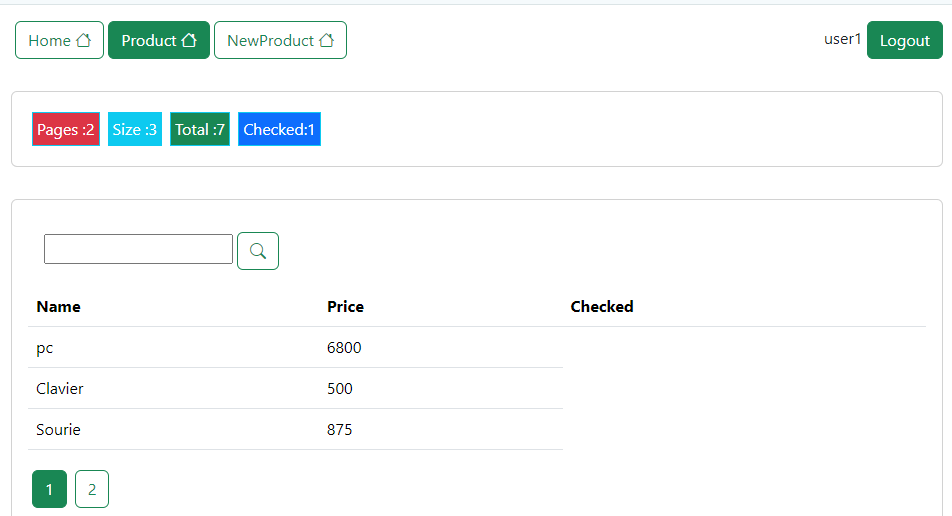 Home Product NewProduct user1 Logout
Pages :2 Size :3 Total :7 Checked:1
Name Price Checked
pc 6800
Clavier 500
Sourie 875
1 2